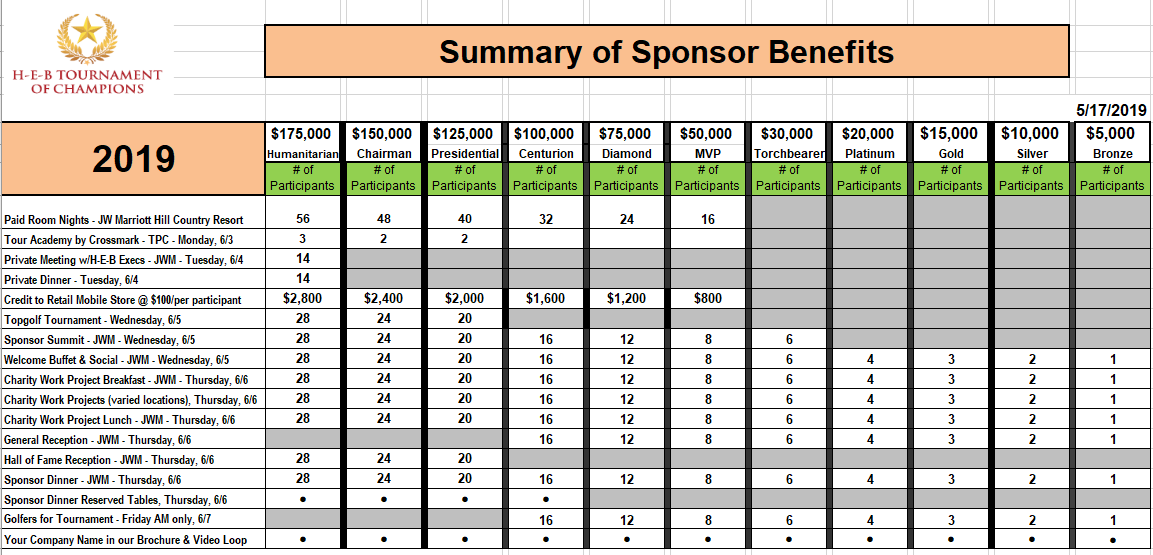 H-E-B TOURNAMENT
OF CHAMPIONS
Summary of Sponsor Benefits
5/17/2019
2019
$175,000 $150,000 $125,000 $100,000 $75,000 $50,000 $30,000 $20,000 $15,000 $10,000 $5,000
Humanitarian Chairman Presidential Centurion Diamond MVP Torchbearer Platinum Gold Silver Bronze
# of # of # of # of # of # of # of # of # of # of # of
Participants Participants Participants Participants Participants Participants Participants Participants Participants Participants Participants
Paid Room Nights - JW Marriott Hill Country Resort 56 48 40 32 24 16
Tour Academy by Crossmark - TPC - Monday, 6/3 3 2 2
Private Meeting w/H-E-B Execs - JWM - Tuesday, 6/4 14
Private Dinner - Tuesday, 6/4 14
Credit to Retail Mobile Store @ $100/per participant $2,800 $2,400 $2,000 $1,600 $1,200 $800
Topgolf Tournament - Wednesday, 6/5 28 24 20
Sponsor Summit - JWM - Wednesday, 6/5 28 24 20 16 12 8 6
Welcome Buffet & Social - JWM - Wednesday, 6/5 28 24 20 16 12 8 6 4 3 2 1
Charity Work Project Breakfast - JWM - Thursday, 6/6 28 24 20 16 12 8 6 4 3 2 1
Charity Work Projects (varied locations), Thursday, 6/6 28 24 20 16 12 8 6 4 3 2 1
Charity Work Project Lunch - JWM - Thursday, 6/6 28 24 20 16 12 8 6 4 3 2 1
General Reception - JWM - Thursday, 6/6 16 12 8 6 4 3 2 1
Hall of Fame Reception - JWM - Thursday, 6/6 28 24 20
Sponsor Dinner - JWM - Thursday, 6/6 28 24 20 16 12 8 6 4 3 2 1
Sponsor Dinner Reserved Tables, Thursday, 6/6 • • • •
Golfers for Tournament - Friday AM only, 6/7 16 12 8 6 4 3 2 1
Your Company Name in our Brochure & Video Loop • • • • • • • • • • •